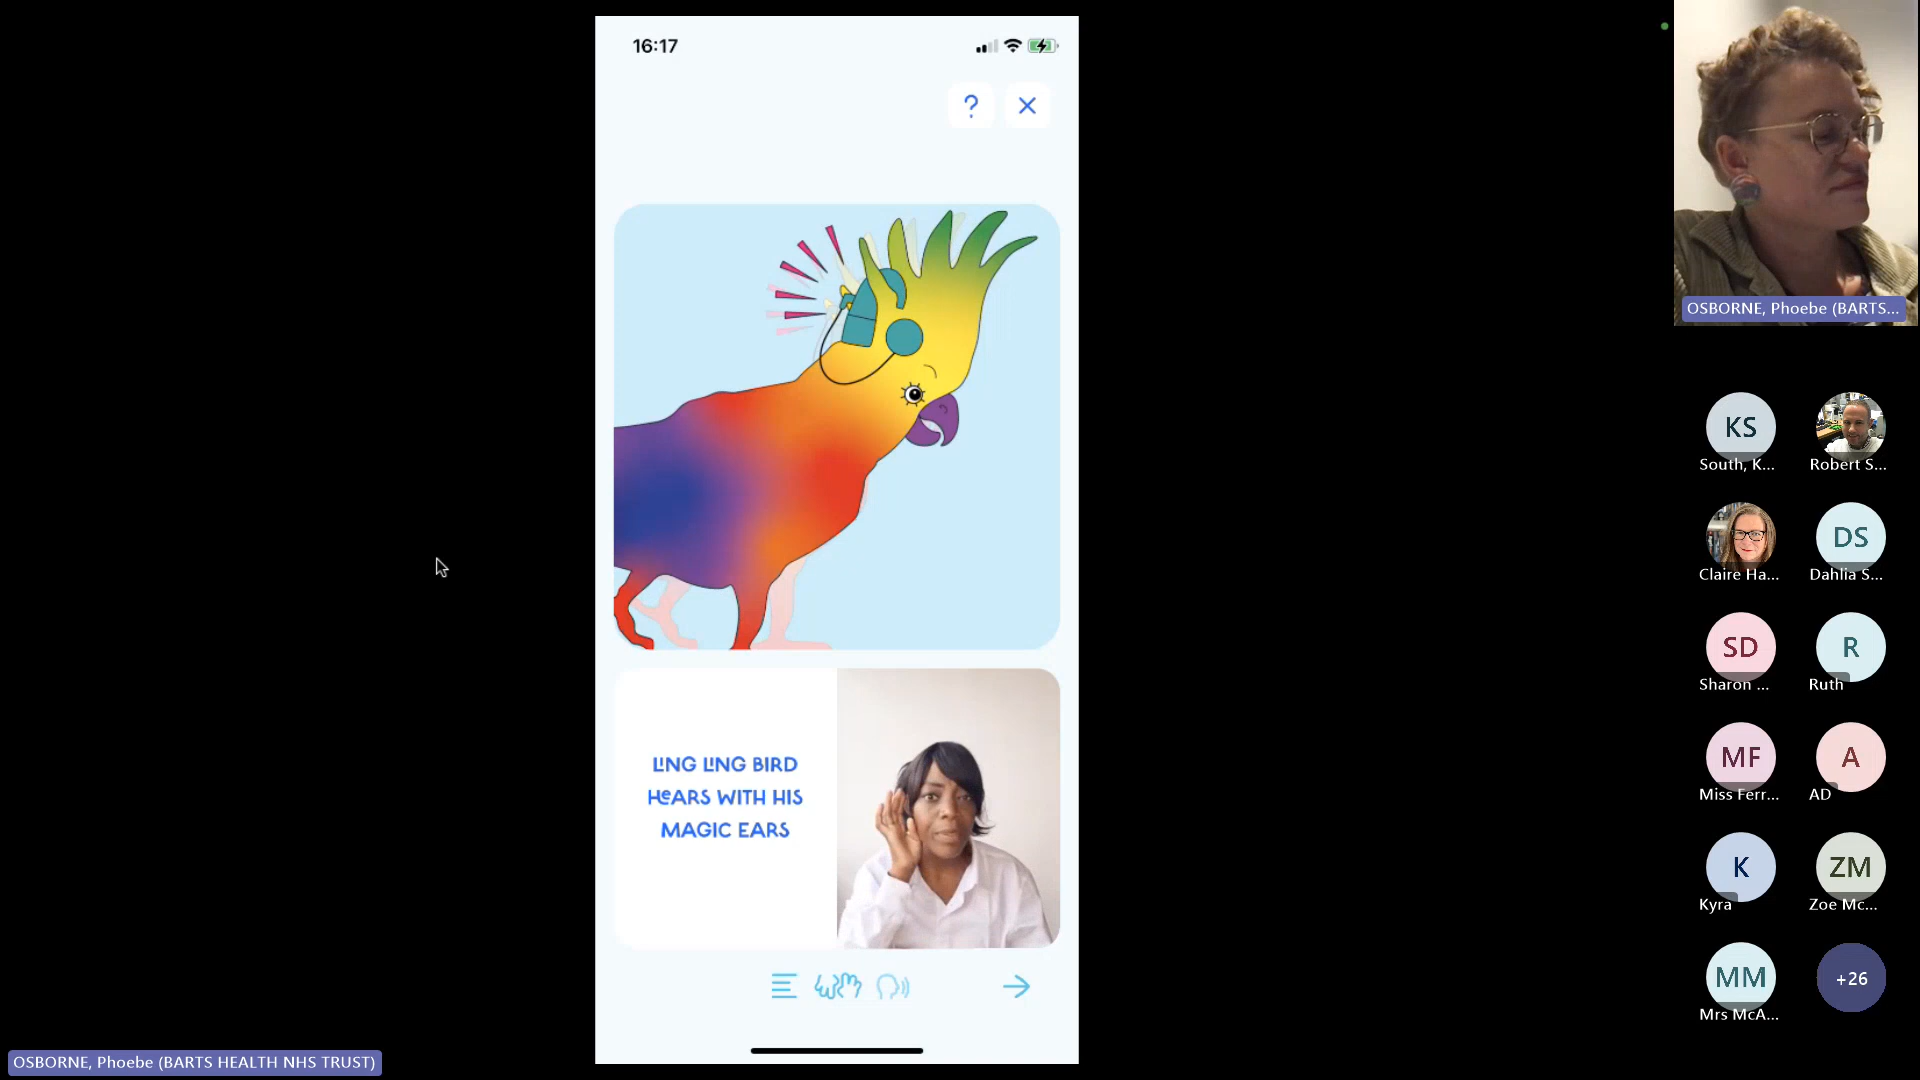 16:17
?
LING LING BIRD
HeARS WITH HIS
MAGIC EARS
OSBORNE, Phoebe (BARTS...
KS
South, K...
Robert S...
Claire Ha...
DS
Dahlia S...
SD
Sharon ...
R
Ruth
MF
Miss Ferr...
A
AD
K
Kyra
ZM
Zoe Mc...
MM
Mrs McA...
+26
OSBORNE, Phoebe (BARTS HEALTH NHS TRUST)